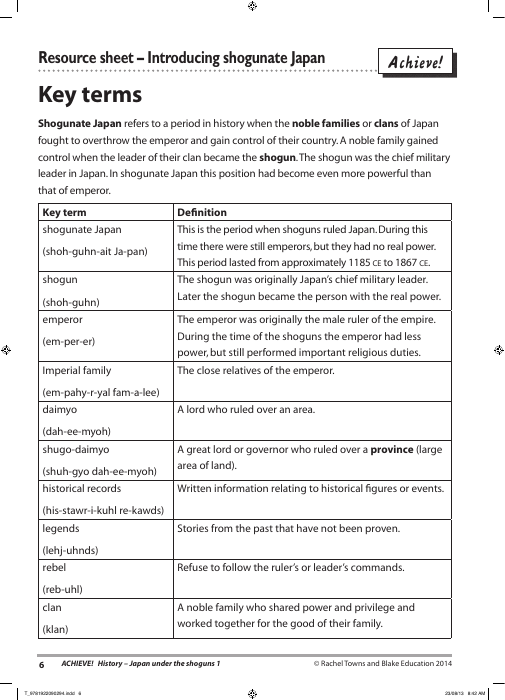 Resource sheet – Introducing shogunate Japan
Achieve!
Key terms
Shogunate Japan refers to a period in history when the noble families or clans of Japan
fought to overthrow the emperor and gain control of their country. A noble family gained
control when the leader of their clan became the shogun. The shogun was the chief military
leader in Japan. In shogunate Japan this position had become even more powerful than
that of emperor.
Key term
Definition
shogunate Japan
(shoh-guhn-ait Ja-pan)
This is the period when shoguns ruled Japan. During this
time there were still emperors, but they had no real power.
This period lasted from approximately 1185 CE to 1867 CE.
shogun
(shoh-guhn)
The shogun was originally Japan's chief military leader.
Later the shogun became the person with the real power.
emperor
(em-per-er)
The emperor was originally the male ruler of the empire.
During the time of the shoguns the emperor had less
power, but still performed important religious duties.
Imperial family
(em-pahy-r-yal fam-a-lee)
The close relatives of the emperor.
daimyo
(dah-ee-myoh)
A lord who ruled over an area.
shugo-daimyo
(shuh-gyo dah-ee-myoh)
A great lord or governor who ruled over a province (large
area of land).
historical records
(his-stawr-i-kuhl re-kawds)
Written information relating to historical figures or events.
legends
(lehj-uhnds)
Stories from the past that have not been proven.
rebel
(reb-uhl)
Refuse to follow the ruler's or leader's commands.
clan
(klan)
A noble family who shared power and privilege and
worked together for the good of their family.
6 ACHIEVE! History – Japan under the shoguns 1
© Rachel Towns and Blake Education 2014
T_9781922090294.indd 6
23/08/13 8:42 AM